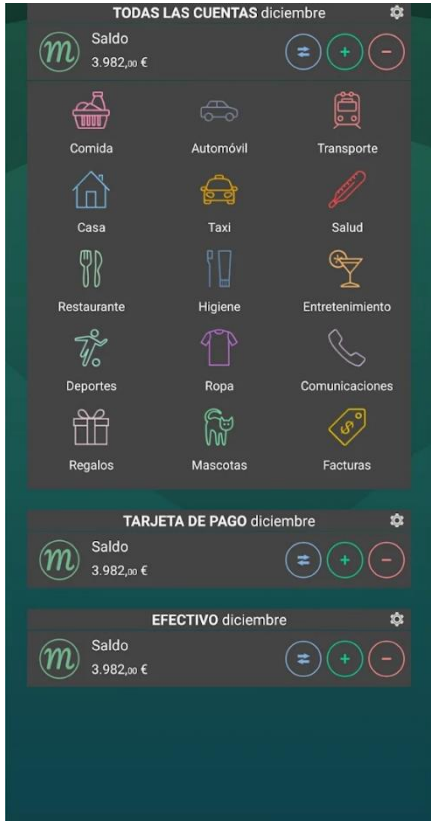 TODAS LAS CUENTAS diciembre
Saldo
3.982,00 €
Comida Automóvil Transporte
Casa Taxi Salud
Restaurante Higiene Entretenimiento
Deportes Ropa Comunicaciones
Regalos Mascotas Facturas
TARJETA DE PAGO diciembre
Saldo
3.982,00 €
EFECTIVO diciembre
Saldo
3.982,00 €